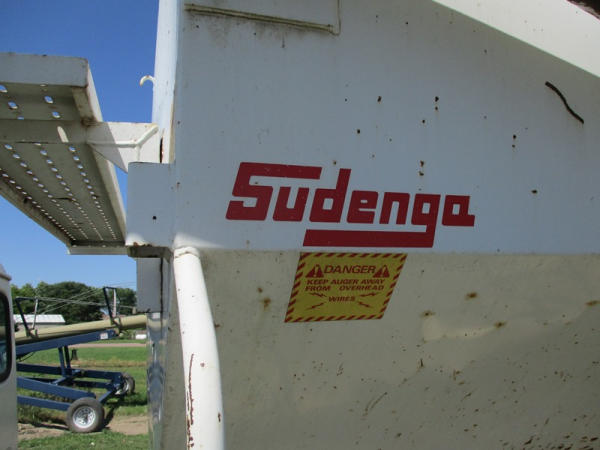 Sudenga
DANGER
KEEP AUGER AWAY
FROM OVERHEAD
WIRES